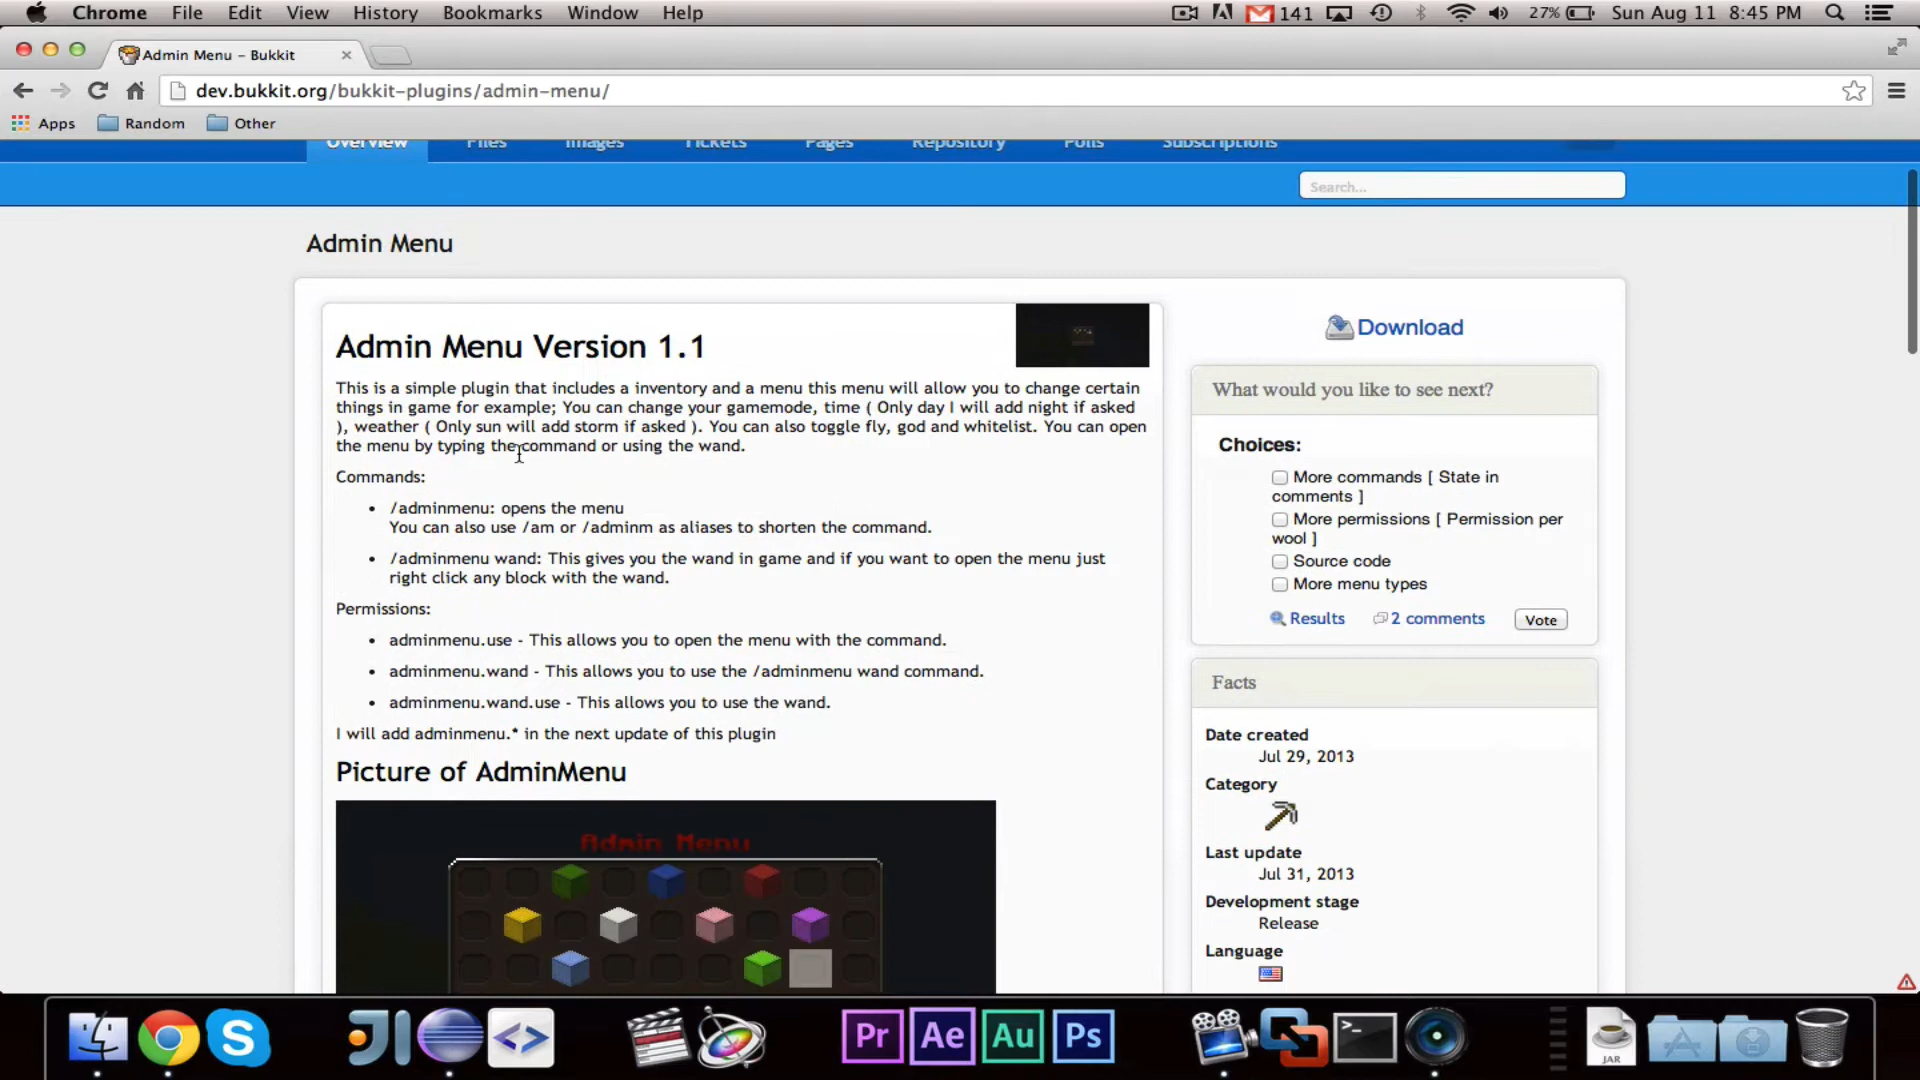 Chrome File Edit View History Bookmarks Window Help 141 27% Sun Aug 11 8:45 PM
Admin Menu – Bukkit
dev.bukkit.org/bukkit-plugins/admin-menu/
Apps Random Other
Overview Files Images Tickets Pages Repository Polls Subscriptions
Search...
Admin Menu
Admin Menu Version 1.1
This is a simple plugin that includes a inventory and a menu this menu will allow you to change certain
things in game for example; You can change your gamemode, time ( Only day I will add night if asked
), weather ( Only sun will add storm if asked ). You can also toggle fly, god and whitelist. You can open
the menu by typing the command or using the wand.
Commands:
• /adminmenu: opens the menu
You can also use /am or /adminm as aliases to shorten the command.
• /adminmenu wand: This gives you the wand in game and if you want to open the menu just
right click any block with the wand.
Permissions:
• adminmenu.use - This allows you to open the menu with the command.
• adminmenu.wand - This allows you to use the /adminmenu wand command.
• adminmenu.wand.use - This allows you to use the wand.
I will add adminmenu.* in the next update of this plugin
Picture of AdminMenu
Admin Menu
Download
What would you like to see next?
Choices:
More commands [ State in
comments ]
More permissions [ Permission per
wool ]
Source code
More menu types
Results 2 comments Vote
Facts
Date created
Jul 29, 2013
Category
Last update
Jul 31, 2013
Development stage
Release
Language
Pr Ae Au Ps
JAR